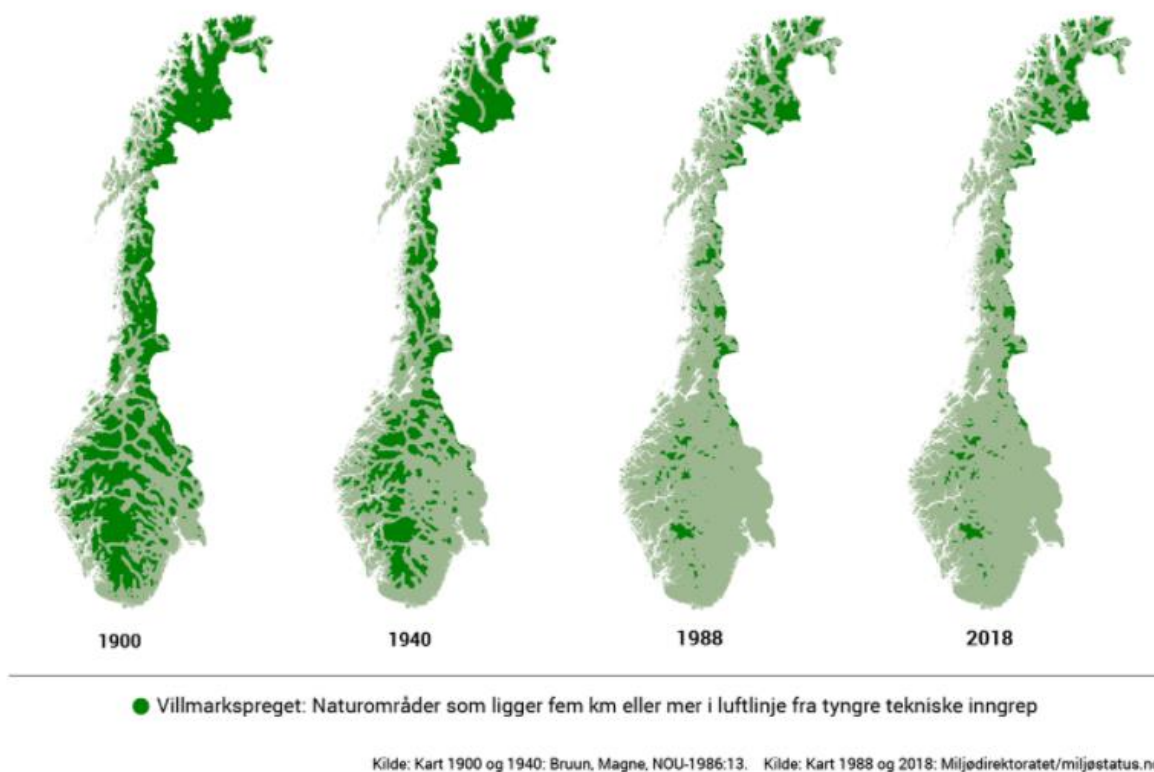 1900
1940
1988
2018
Villmarkspreget: Naturområder som ligger fem km eller mer i luftlinje fra tyngre tekniske inngrep
Kilde: Kart 1900 og 1940: Bruun, Magne, NOU-1986:13. Kilde: Kart 1988 og 2018: Miljødirektoratet/miljøstatus.no